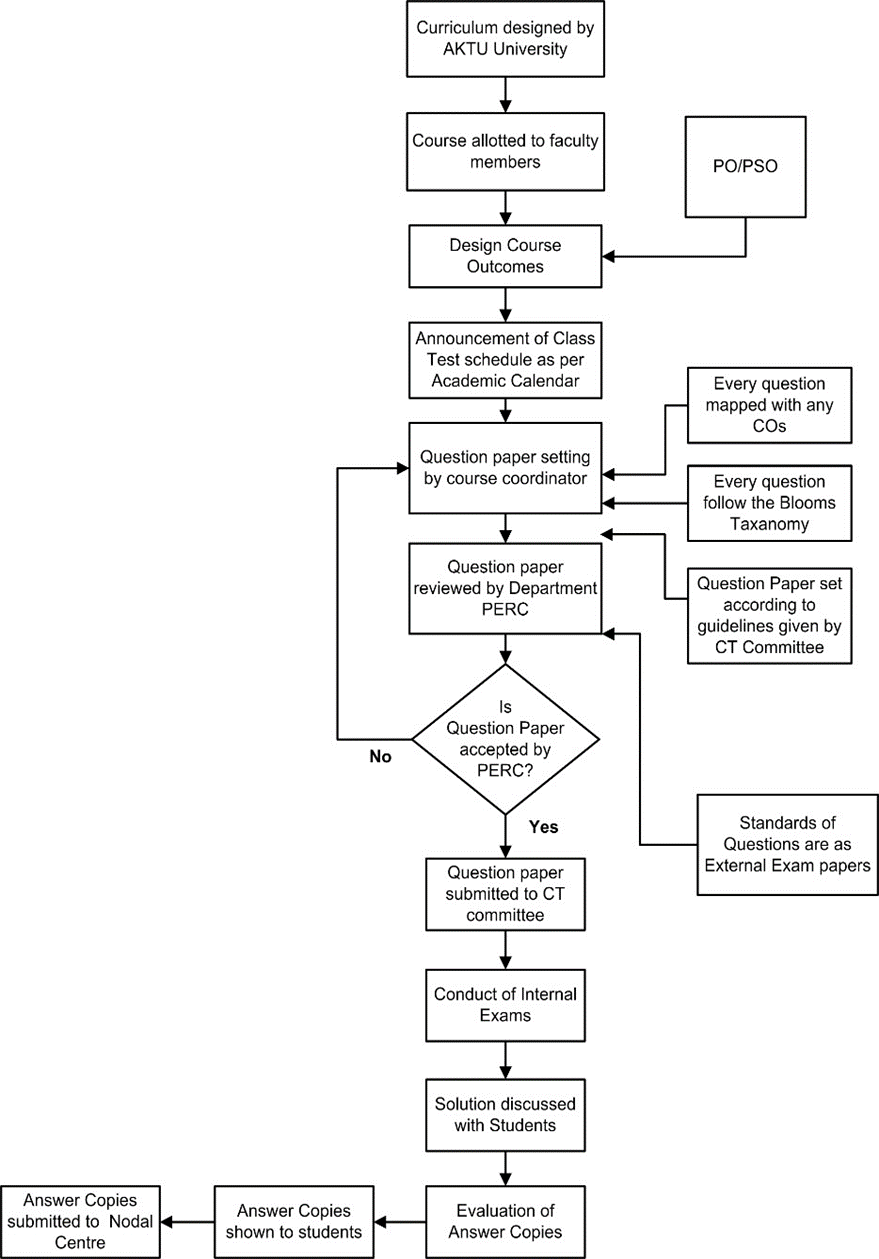 Curriculum designed by
AKTU University
Course allotted to faculty
members
PO/PSO
Design Course
Outcomes
Announcement of Class
Test schedule as per
Academic Calendar
Every question
mapped with any
COs
Question paper setting
by course coordinator
Every question
follow the Blooms
Taxanomy
Question paper
reviewed by Department
PERC
Question Paper set
according to
guidelines given by
CT Committee
Is
Question Paper
accepted by
PERC?
No
Yes
Standards of
Questions are as
External Exam papers
Question paper
submitted to CT
committee
Conduct of Internal
Exams
Solution discussed
with Students
Evaluation of
Answer Copies
Answer Copies
shown to students
Answer Copies
submitted to Nodal
Centre